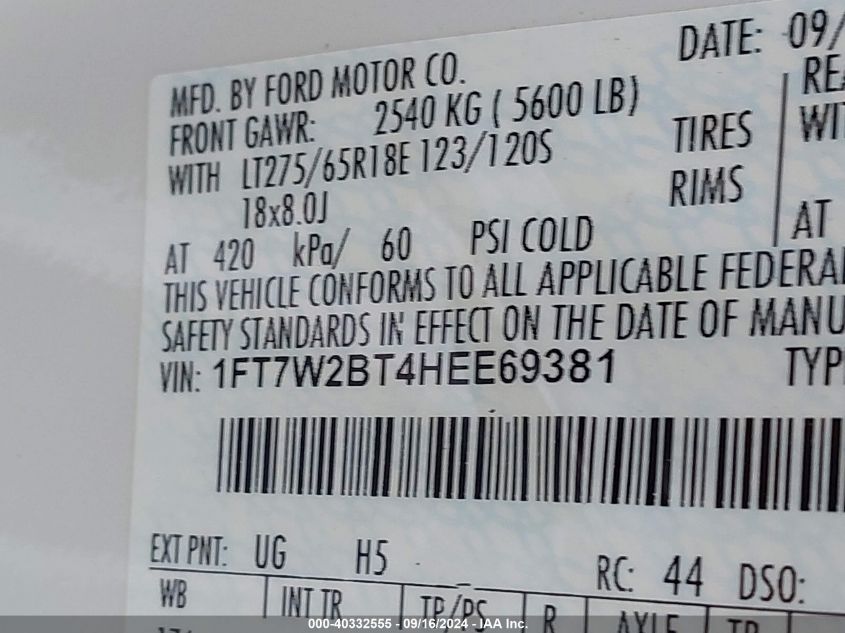 DATE: 09/
MFD. BY FORD MOTOR CO.
FRONT GAWR: 2540 KG ( 5600 LB)
WITH LT275/65R18E 123/120S TIRES
18x8.0J RIMS
AT 420 kPa/ 60 PSI COLD AT
THIS VEHICLE CONFORMS TO ALL APPLICABLE FEDERAL
SAFETY STANDARDS IN EFFECT ON THE DATE OF MANU
VIN: 1FT7W2BT4HEE69381 TYPE
EXT PNT: UG H5 RC: 44 DSO:
WB INT TR TP/PS R AXLE TR
000-40332555 - 09/16/2024 - IAA Inc.